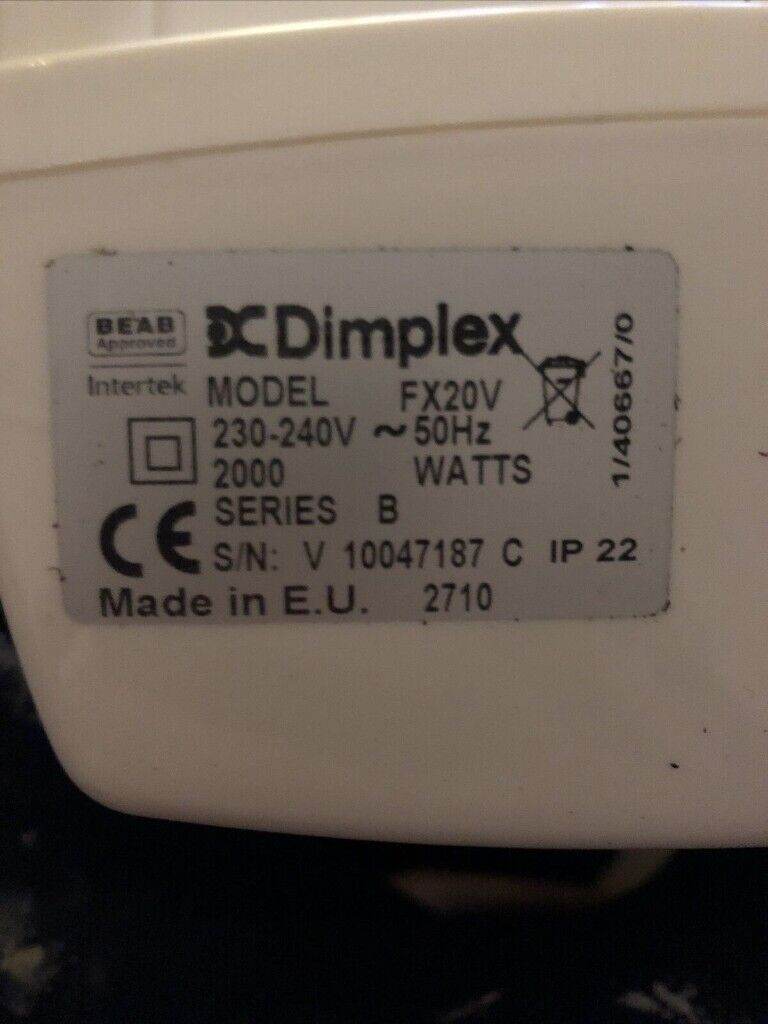 BEAB
Approved
Intertek
Dimplex
MODEL FX20V
230-240V ~ 50Hz
2000 WATTS
SERIES B
CE
S/N: V 10047187 C IP 22
Made in E.U. 2710
1/40667/0